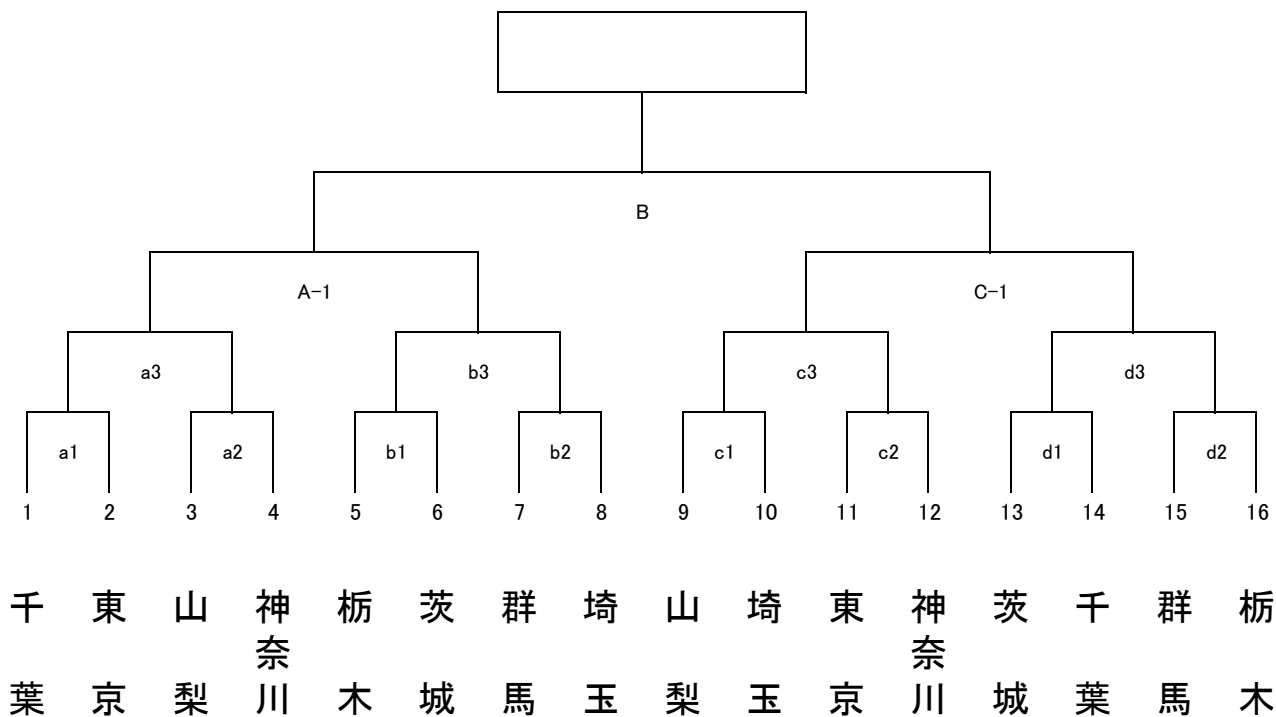 B
A-1 C-1
a3 b3 c3 d3
a1 a2 b1 b2 c1 c2 d1 d2
1 2 3 4 5 6 7 8 9 10 11 12 13 14 15 16
千葉
東京
山梨
神奈川
栃木
茨城
群馬
埼玉
山梨
埼玉
東京
神奈川
茨城
千葉
群馬
栃木